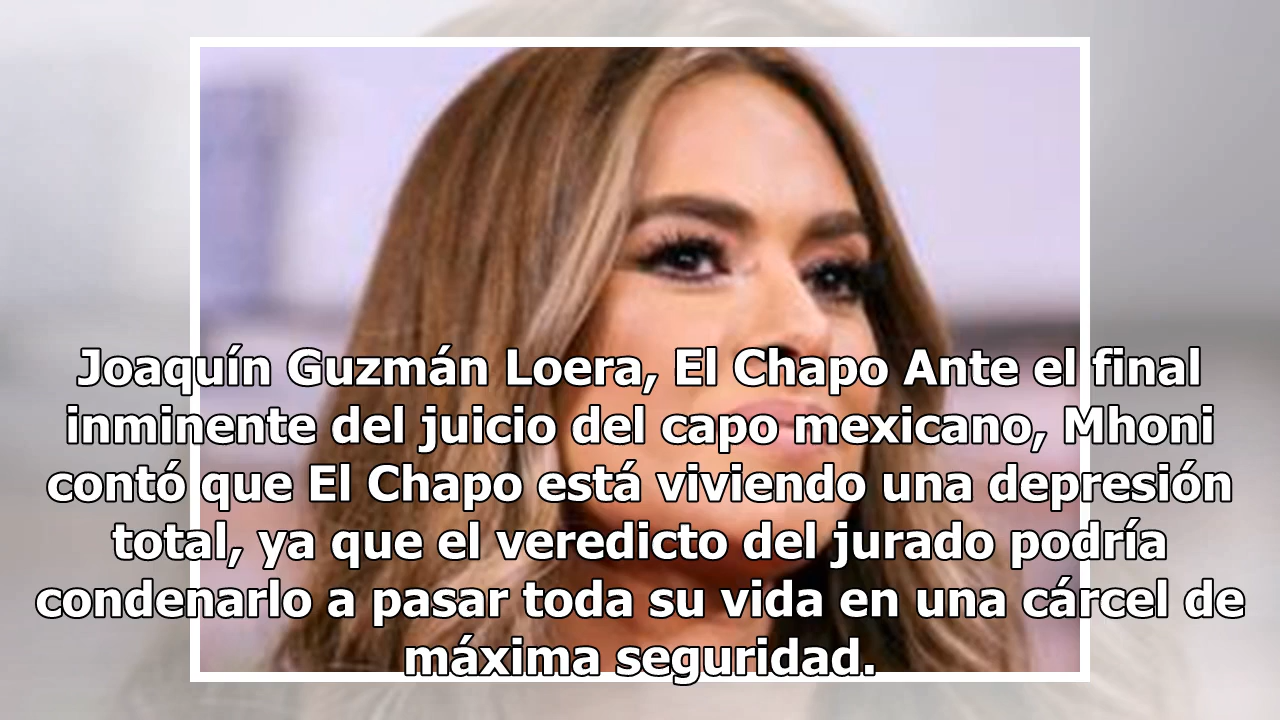 Joaquín Guzmán Loera, El Chapo Ante el final
inminente del juicio del capo mexicano, Mhoni
contó que El Chapo está viviendo una depresión
total, ya que el veredicto del jurado podría
condenarlo a pasar toda su vida en una cárcel de
máxima seguridad.